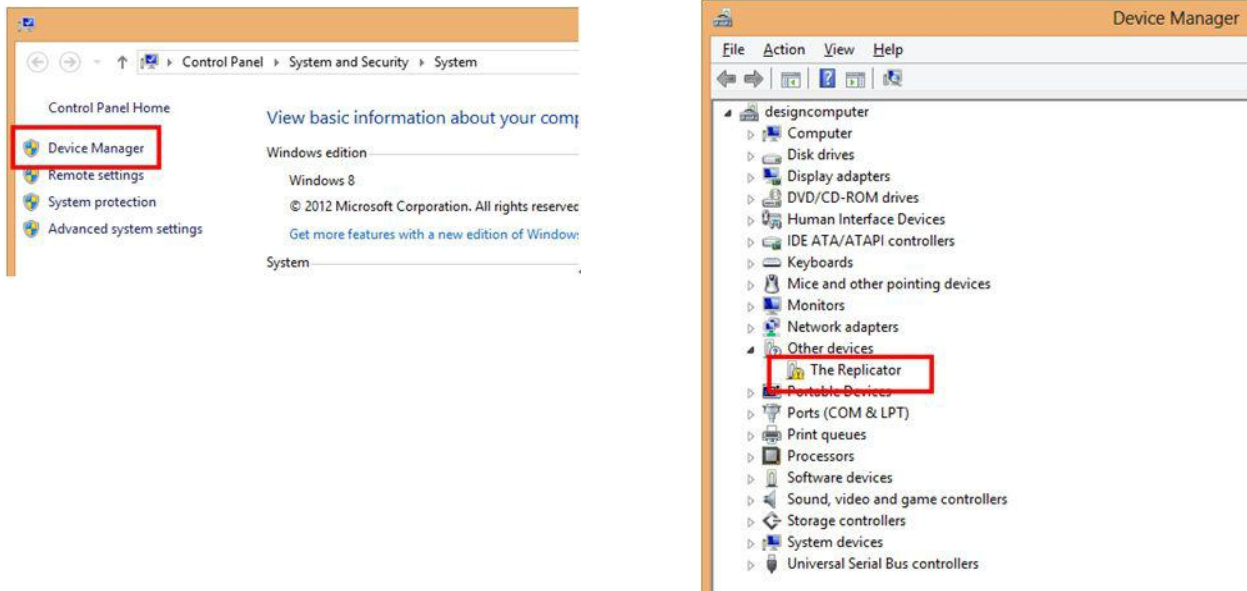 Control Panel System and Security System
Control Panel Home
Device Manager
Remote settings
System protection
Advanced system settings
View basic information about your comp
Windows edition
Windows 8
© 2012 Microsoft Corporation. All rights reserved
Get more features with a new edition of Windows
System
Device Manager
File Action View Help
designcomputer
Computer
Disk drives
Display adapters
DVD/CD-ROM drives
Human Interface Devices
IDE ATA/ATAPI controllers
Keyboards
Mice and other pointing devices
Monitors
Network adapters
Other devices
The Replicator
Portable Devices
Ports (COM & LPT)
Print queues
Processors
Software devices
Sound, video and game controllers
Storage controllers
System devices
Universal Serial Bus controllers